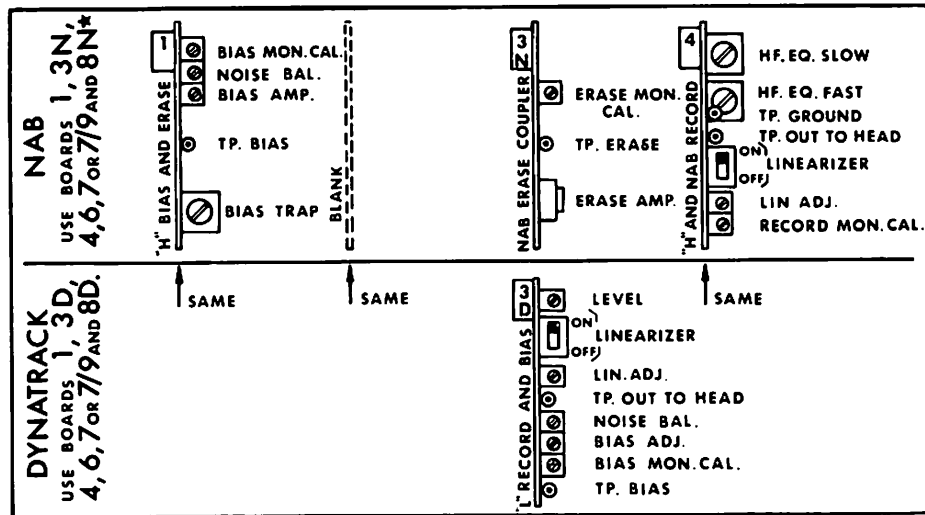 NAB
USE BOARDS 1, 3N,
4, 6, 7 OR 7/9 AND 8N*
1
"H" BIAS AND ERASE
BIAS MON. CAL.
NOISE BAL.
BIAS AMP.
TP. BIAS
BIAS TRAP
BLANK
3
N
NAB ERASE COUPLER
ERASE MON.
CAL.
TP. ERASE
ERASE AMP.
4
"H" AND NAB RECORD
HF. EQ. SLOW
HF. EQ. FAST
TP. GROUND
TP. OUT TO HEAD
ON
LINEARIZER
OFF
LIN ADJ.
RECORD MON. CAL.
DYNATRACK
USE BOARDS 1, 3D,
4, 6, 7 OR 7/9 AND 8D.
SAME
SAME
3
D
"L" RECORD AND BIAS
LEVEL
ON
LINEARIZER
OFF
LIN. ADJ.
TP. OUT TO HEAD
NOISE BAL.
BIAS ADJ.
BIAS MON. CAL.
TP. BIAS
SAME